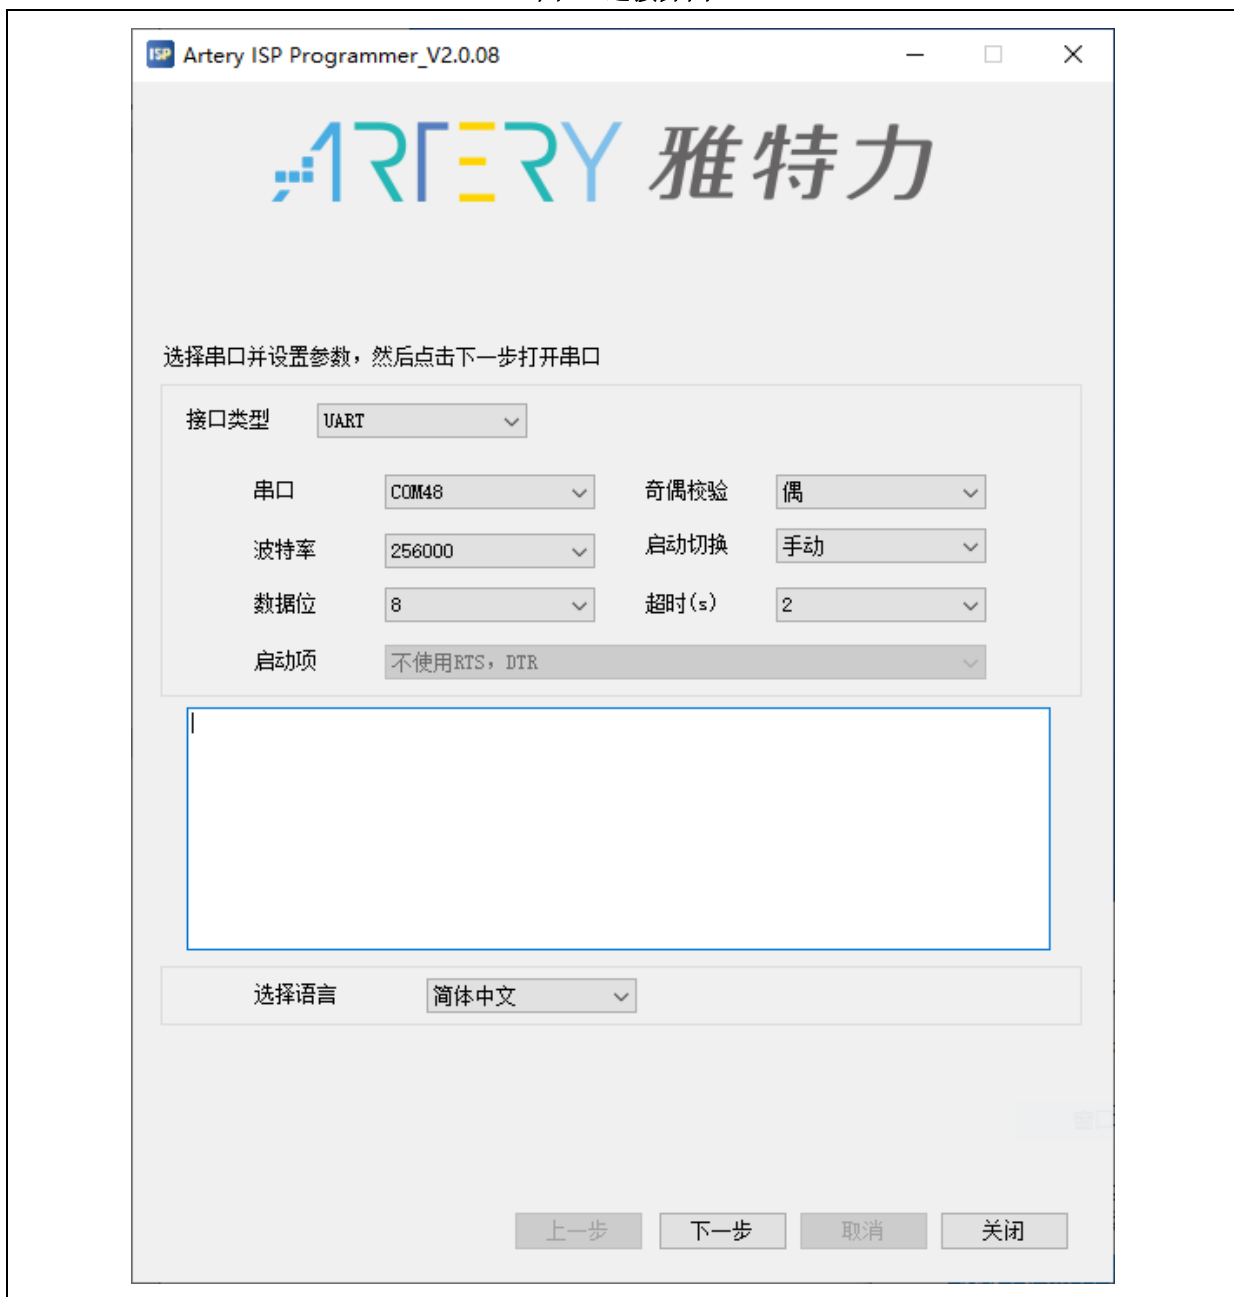 ISP Artery ISP Programmer_V2.0.08
ARTERY 雅特力
选择串口并设置参数，然后点击下一步打开串口
接口类型 UART
串口 COM48 奇偶校验 偶
波特率 256000 启动切换 手动
数据位 8 超时(s) 2
启动项 不使用RTS，DTR
选择语言 简体中文
上一步 下一步 取消 关闭